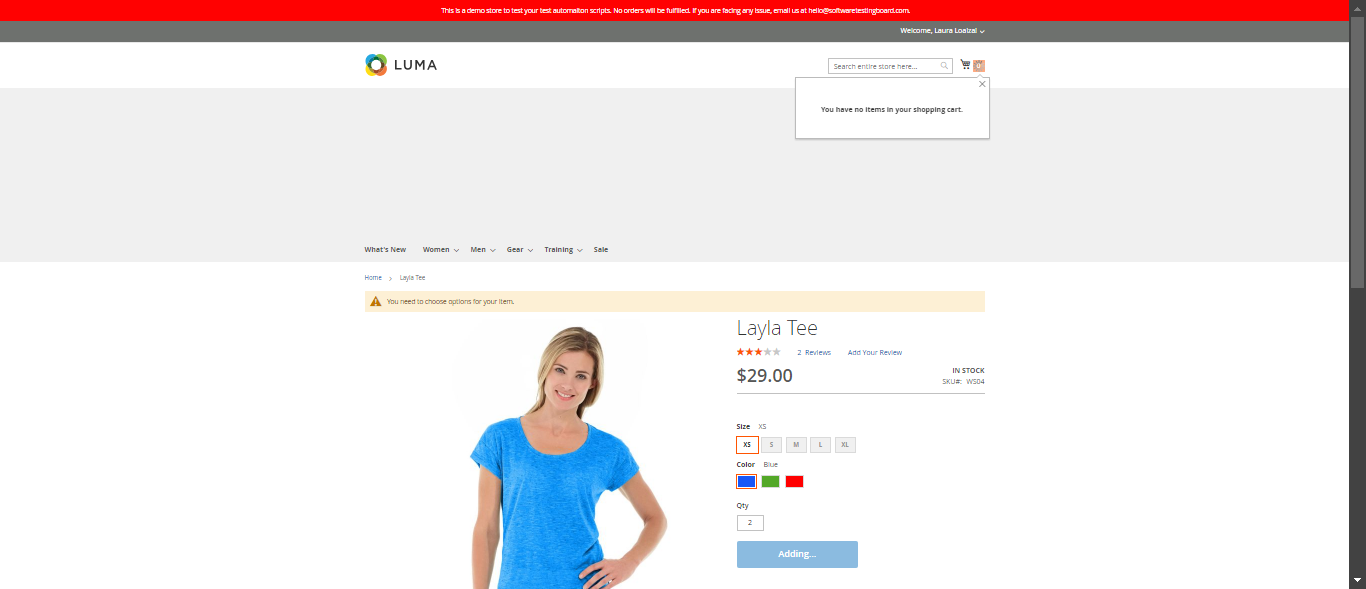 This is a demo store to test your test automaiton scripts. No orders will be fulfilled. If you are facing any issue, email us at hello@softwaretestingboard.com.
Welcome, Laura Loaiza!
LUMA
Search entire store here...
You have no items in your shopping cart.
What's New Women Men Gear Training Sale
Home Layla Tee
You need to choose options for your item.
Layla Tee
2 Reviews Add Your Review
$29.00
IN STOCK
SKU#: WS04
Size XS
XS S M L XL
Color Blue
Qty
2
Adding...